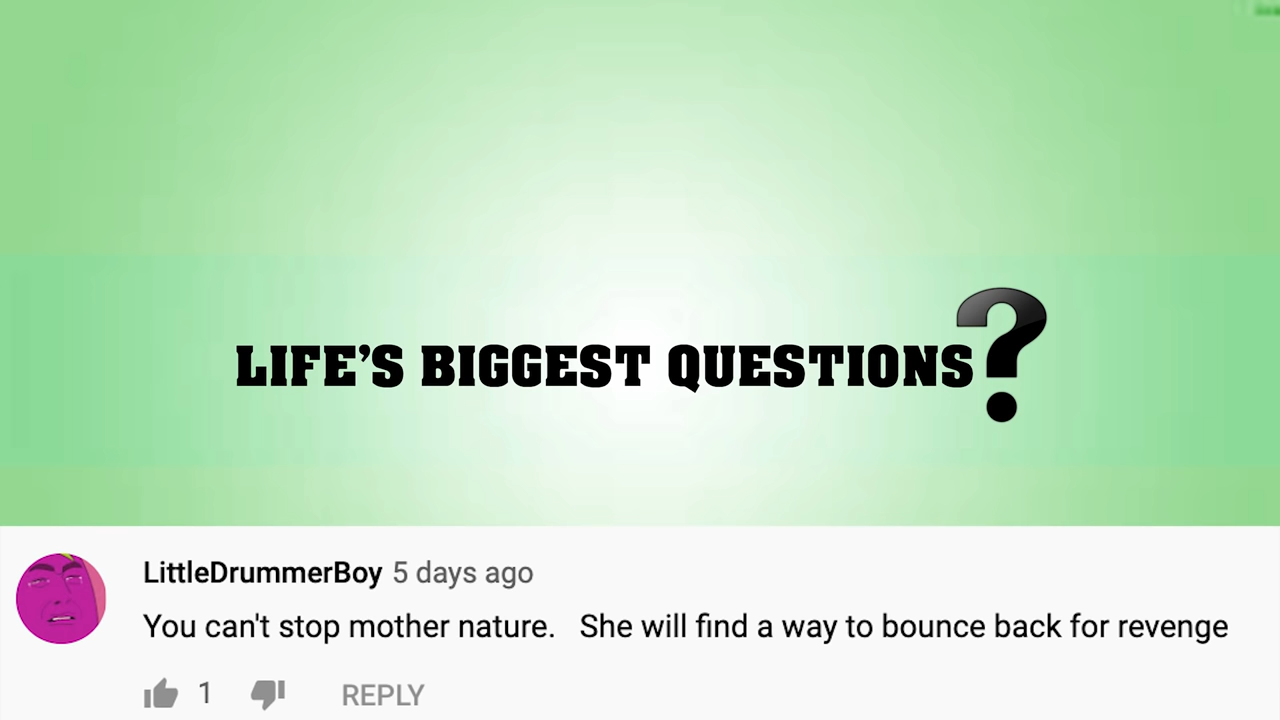 LIFE'S BIGGEST QUESTIONS?
LittleDrummerBoy 5 days ago
You can't stop mother nature.   She will find a way to bounce back for revenge
1 REPLY